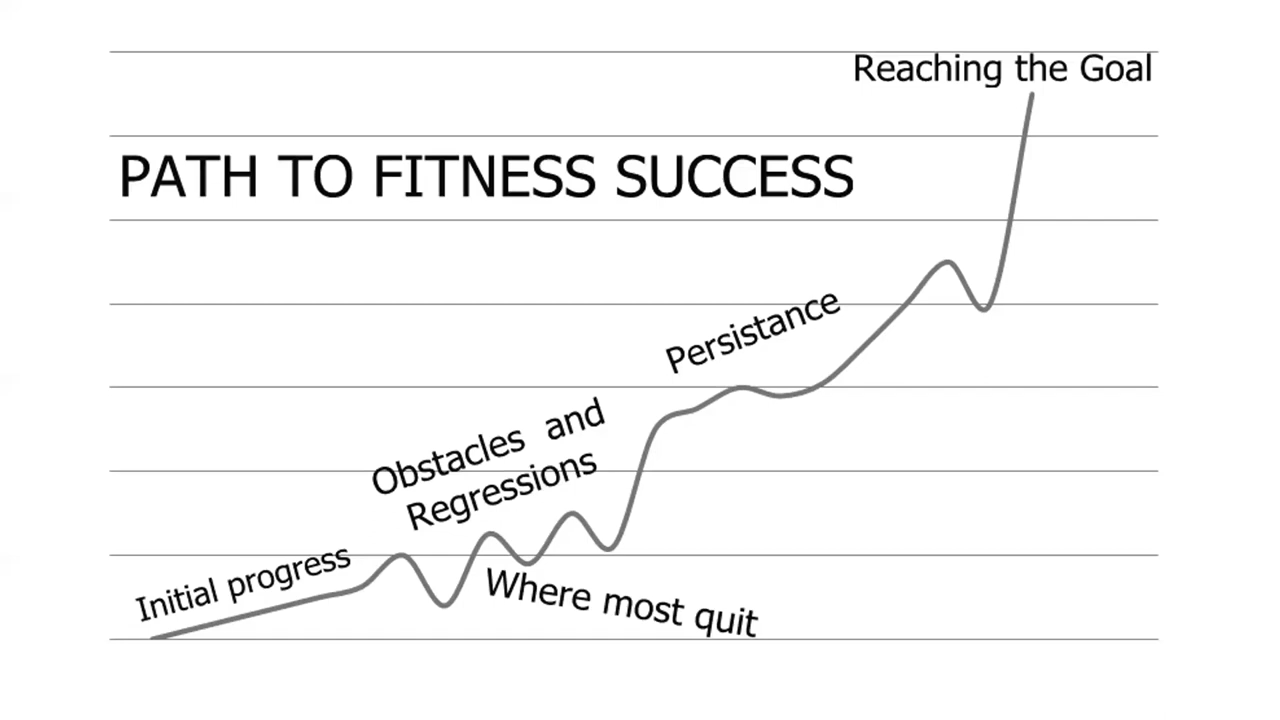 Reaching the Goal
PATH TO FITNESS SUCCESS
Persistance
Obstacles and
Regressions
Initial progress
Where most quit